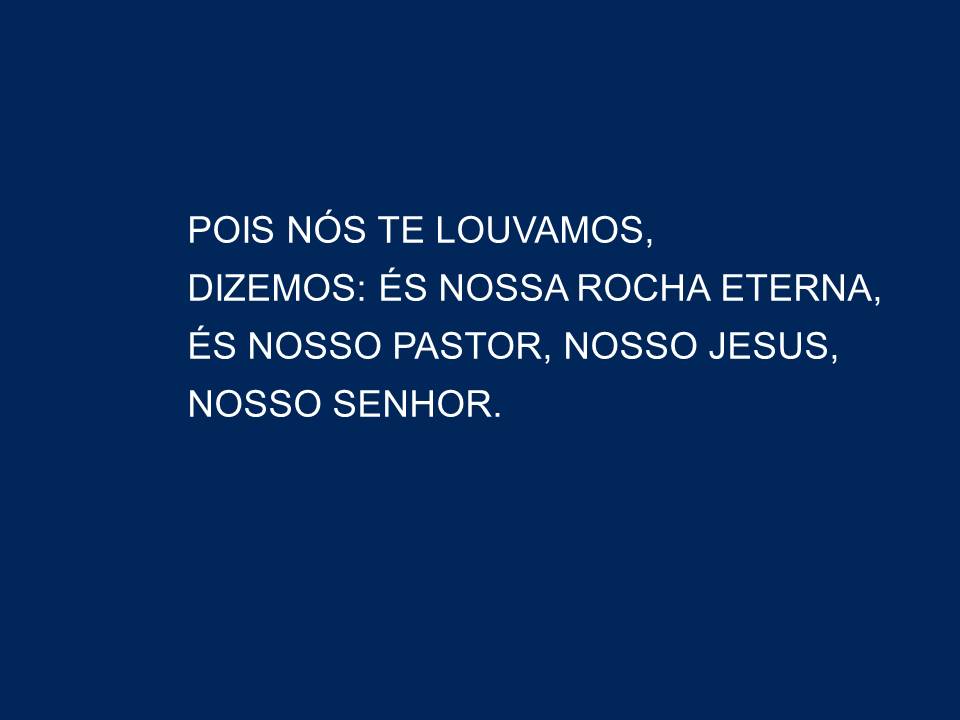 POIS NÓS TE LOUVAMOS,
DIZEMOS: ÉS NOSSA ROCHA ETERNA,
ÉS NOSSO PASTOR, NOSSO JESUS,
NOSSO SENHOR.